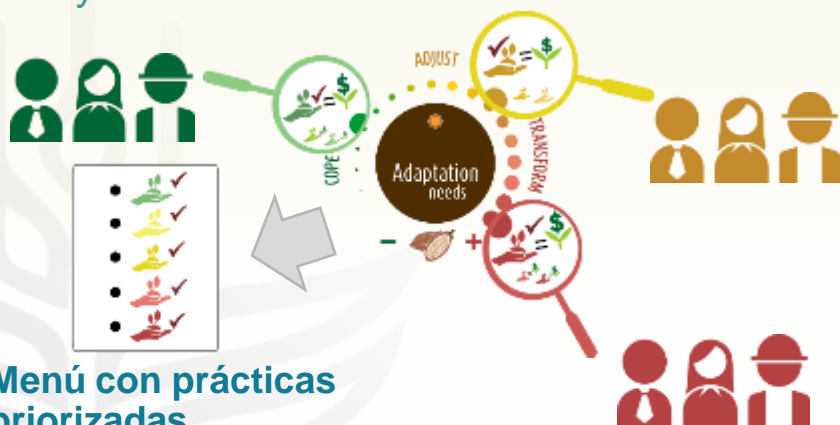 ADJUST
COPE
TRANSFORM
Adaptation
needs
- +
Menú con prácticas
priorizadas